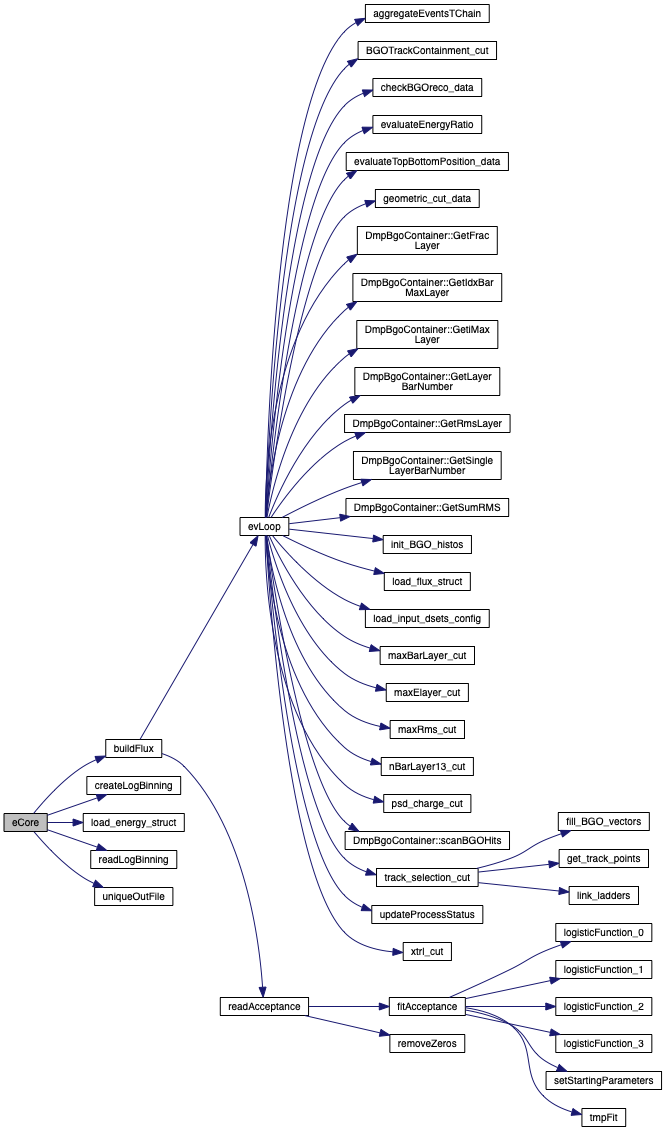 aggregateEventsTChain
BGOTrackContainment_cut
checkBGOreco_data
evaluateEnergyRatio
evaluateTopBottomPosition_data
geometric_cut_data
DmpBgoContainer::GetFrac
Layer
DmpBgoContainer::GetIdxBar
MaxLayer
DmpBgoContainer::GetiMax
Layer
DmpBgoContainer::GetLayer
BarNumber
DmpBgoContainer::GetRmsLayer
DmpBgoContainer::GetSingle
LayerBarNumber
DmpBgoContainer::GetSumRMS
evLoop
init_BGO_histos
load_flux_struct
load_input_dsets_config
maxBarLayer_cut
maxElayer_cut
maxRms_cut
buildFlux
nBarLayer13_cut
createLogBinning
psd_charge_cut
eCore
load_energy_struct
fill_BGO_vectors
DmpBgoContainer::scanBGOHits
readLogBinning
get_track_points
track_selection_cut
uniqueOutFile
link_ladders
updateProcessStatus
logisticFunction_0
xtrl_cut
logisticFunction_1
readAcceptance
fitAcceptance
logisticFunction_2
removeZeros
logisticFunction_3
setStartingParameters
tmpFit